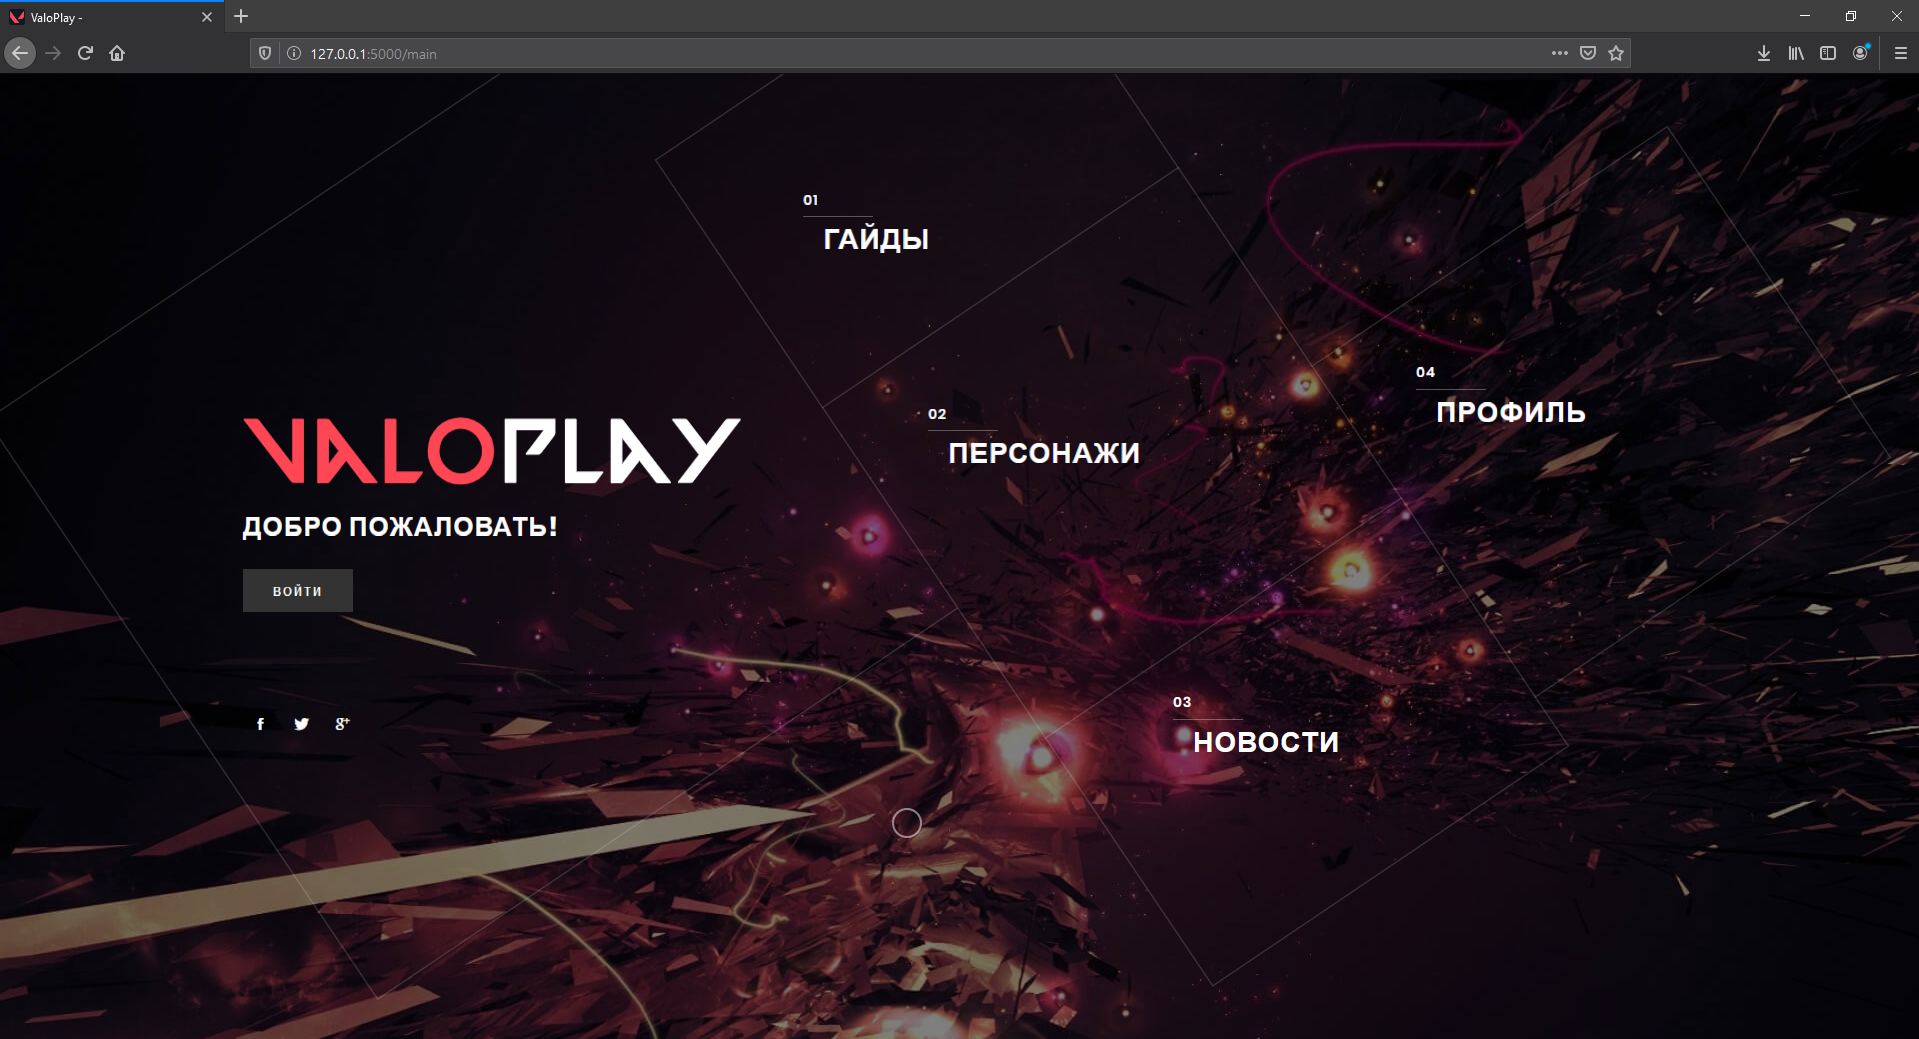 ValoPlay -
127.0.0.1:5000/main
01
ГАЙДЫ
02
ПЕРСОНАЖИ
04
ПРОФИЛЬ
VALOPLAY
ДОБРО ПОЖАЛОВАТЬ!
ВОЙТИ
f
g+
03
НОВОСТИ